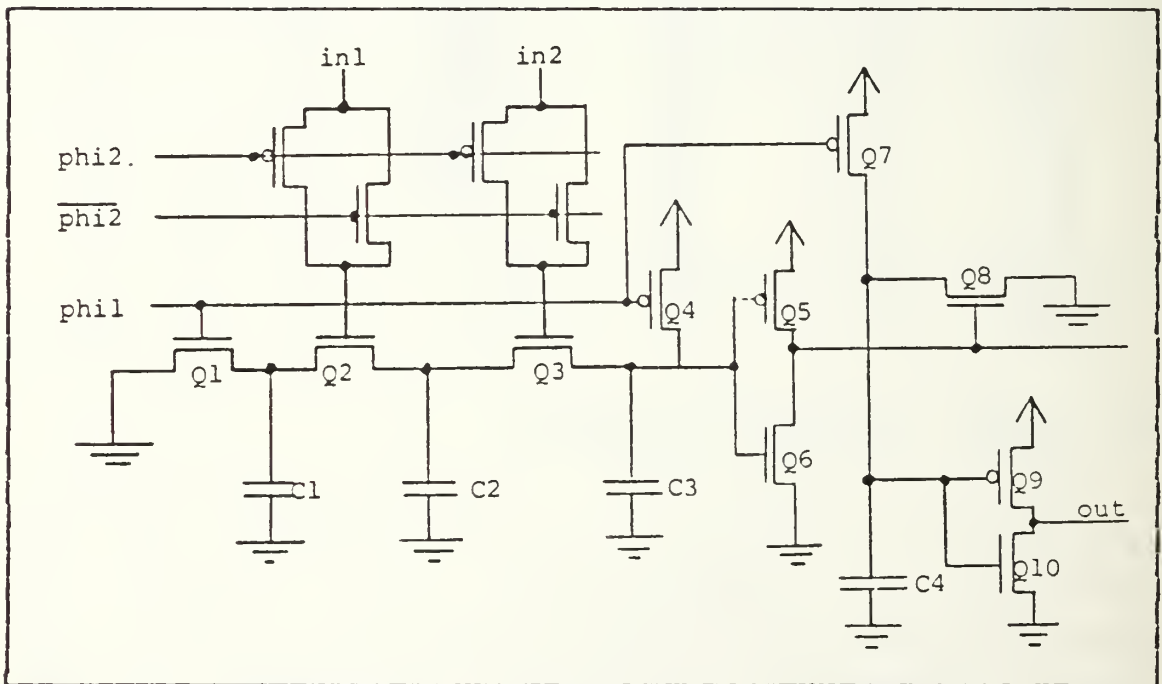 in1 in2
phi2.
Q7
phi2
Q8
phi1
Q4 Q5
Q1 Q2 Q3
Q6
C1 C2 C3
Q9
out
C4 Q10